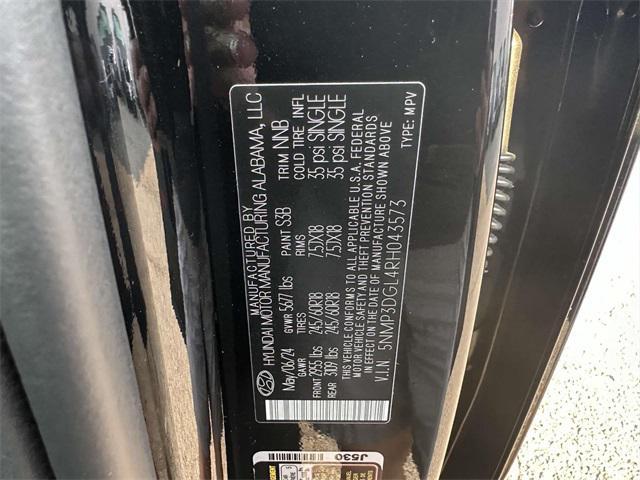 MANUFACTURED BY
HYUNDAI MOTOR MANUFACTURING ALABAMA, LLC
May/06/24 GVWR 5677 lbs PAINT S3B TRIM NNB
GAWR TIRES RIMS COLD TIRE INFL
FRONT 2955 lbs 245/60R18 7.5JX18 35 psi SINGLE
REAR 3109 lbs 245/60R18 7.5JX18 35 psi SINGLE
THIS VEHICLE CONFORMS TO ALL APPLICABLE U.S.A. FEDERAL
MOTOR VEHICLE SAFETY AND THEFT PREVENTION STANDARDS
IN EFFECT ON THE DATE OF MANUFACTURE SHOWN ABOVE
V.I.N. 5NMP3DGL4RH043573 TYPE: MPV
J530